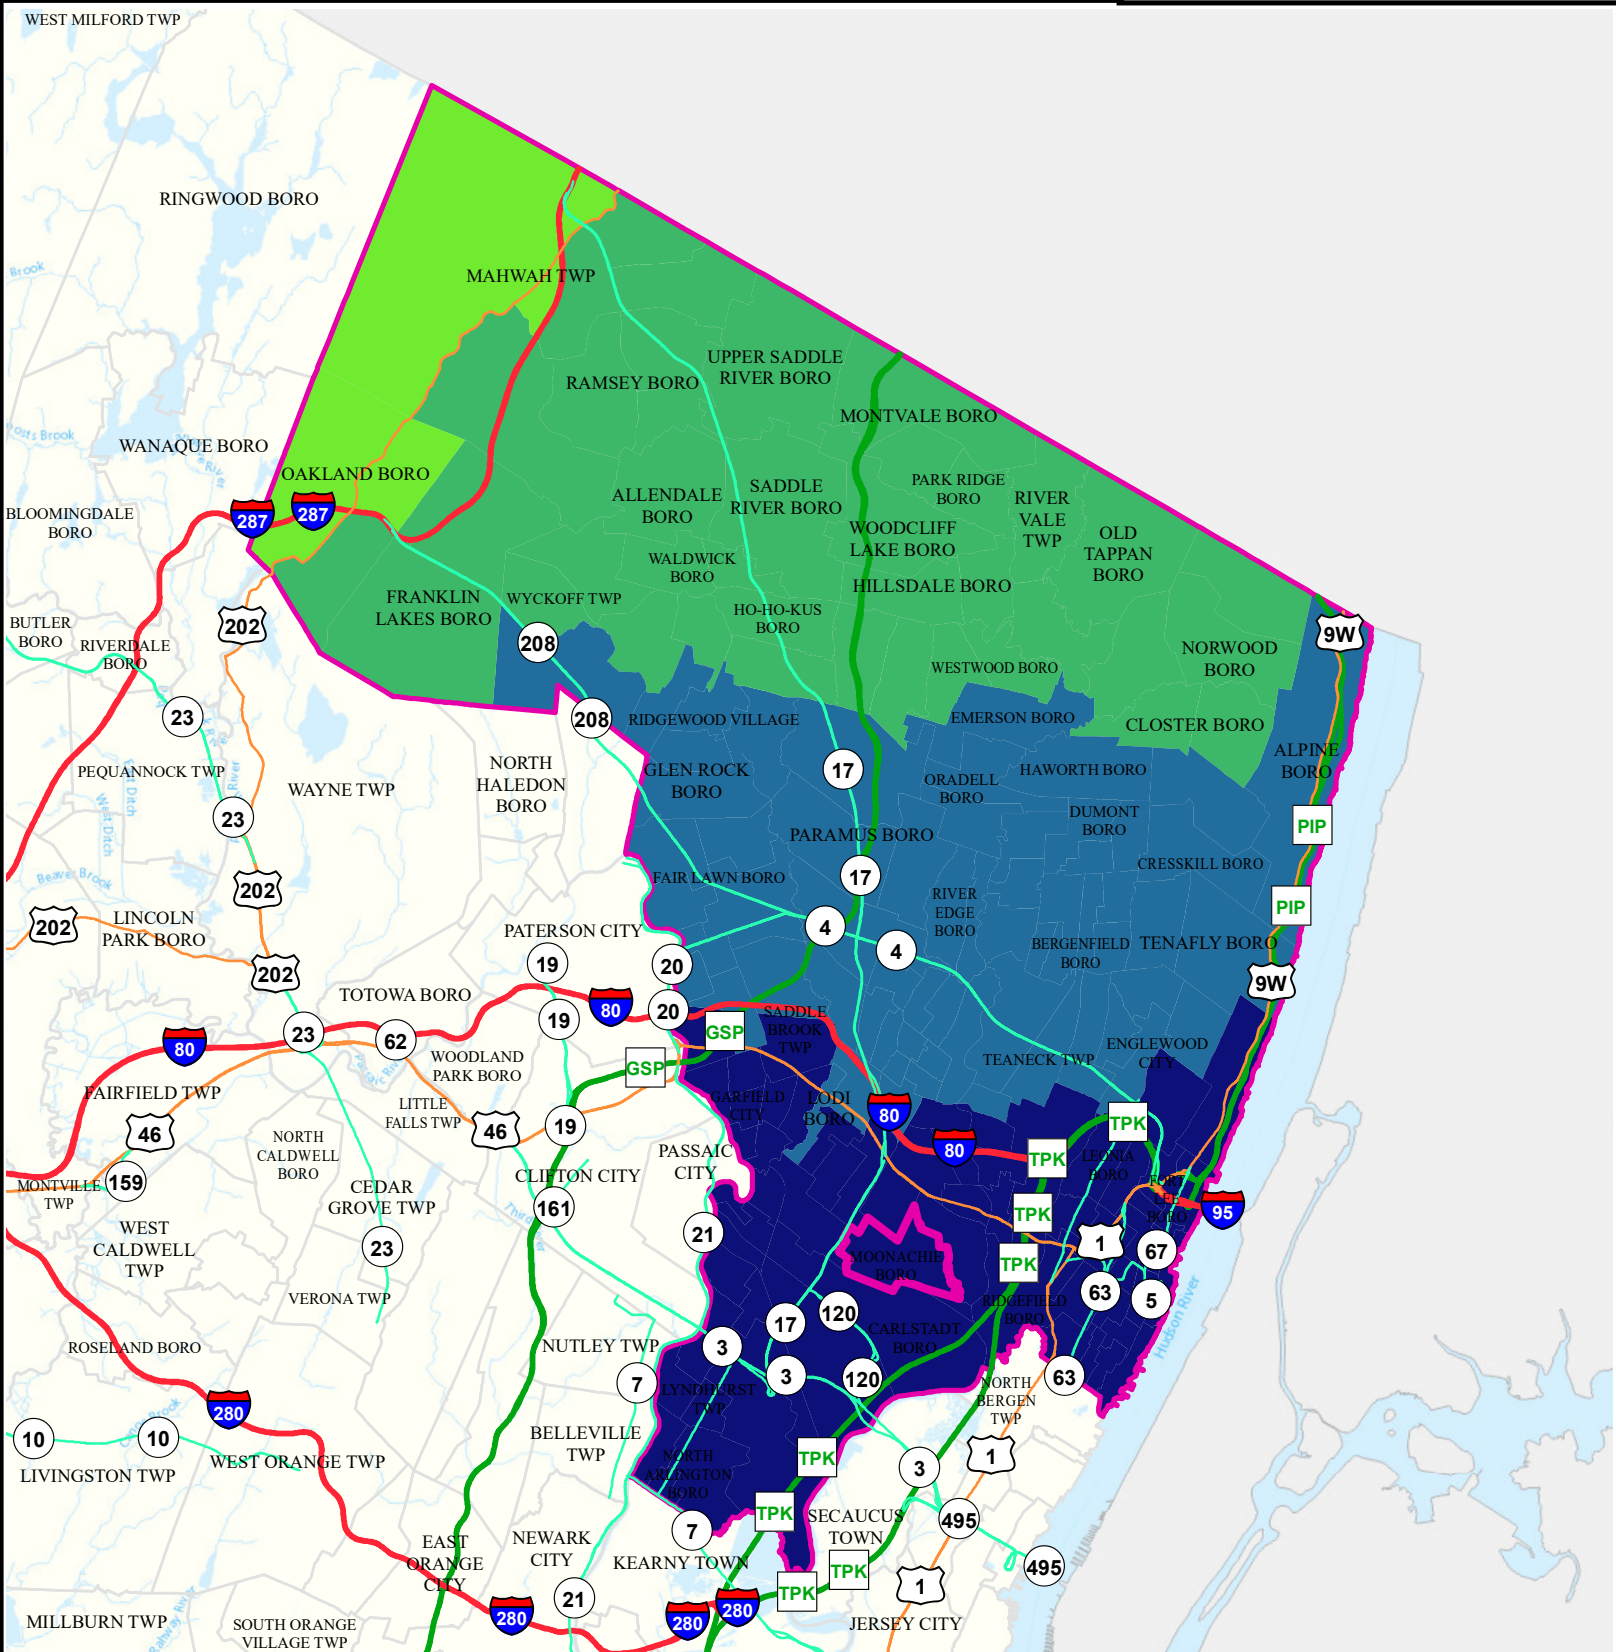 WEST MILFORD TWP
RINGWOOD BORO
Brook
MAHWAH TWP
UPPER SADDLE
RIVER BORO
RAMSEY BORO
MONTVALE BORO
WANAQUE BORO
OAKLAND BORO
PARK RIDGE
BORO
ALLENDALE
BORO
SADDLE
RIVER BORO
RIVER
VALE
TWP
BLOOMINGDALE
BORO
287
287
WOODCLIFF
LAKE BORO
OLD
TAPPAN
BORO
WALDWICK
BORO
HILLSDALE BORO
FRANKLIN
LAKES BORO
WYCKOFF TWP
HO-HO-KUS
BORO
BUTLER
BORO
RIVERDALE
BORO
202
208
9W
NORWOOD
BORO
WESTWOOD BORO
23
208
RIDGEWOOD VILLAGE
EMERSON BORO
CLOSTER BORO
PEQUANNOCK TWP
WAYNE TWP
NORTH
HALEDON
BORO
GLEN ROCK
BORO
17
ORADELL
BORO
HAWORTH BORO
ALPINE
BORO
West Ditch
River
23
PARAMUS BORO
DUMONT
BORO
PIP
Beaver Brook
202
FAIR LAWN BORO
17
CRESSKILL BORO
202
LINCOLN
PARK BORO
PATERSON CITY
4
4
RIVER
EDGE
BORO
PIP
BERGENFIELD
BORO
TENAFLY BORO
202
19
20
9W
TOTOWA BORO
80
20
80
23
62
19
GSP
SADDLE
BROOK
TWP
WOODLAND
PARK BORO
GSP
TEANECK TWP
ENGLEWOOD
CITY
FAIRFIELD TWP
LITTLE
FALLS TWP
GARFIELD
CITY
LODI
BORO
80
46
46
19
TPK
NORTH
CALDWELL
BORO
PASSAIC
CITY
80
TPK
LEONIA
BORO
MONTVILLE
TWP
159
CLIFTON CITY
161
FORT
LEE
BORO
95
CEDAR
GROVE TWP
TPK
WEST
CALDWELL
TWP
23
21
MOONACHIE
BORO
TPK
1
67
VERONA TWP
RIDGEFIELD
BORO
63
5
Hudson River
17
120
CARLSTADT
BORO
ROSELAND BORO
NUTLEY TWP
3
3
120
63
7
LYNDHURST
TWP
NORTH
BERGEN
TWP
280
10
10
BELLEVILLE
TWP
LIVINGSTON TWP
WEST ORANGE TWP
NORTH
ARLINGTON
BORO
TPK
3
1
TPK
SECAUCUS
TOWN
495
7
EAST
ORANGE
CITY
NEWARK
CITY
KEARNY TOWN
TPK
495
21
TPK
1
280
280
280
MILLBURN TWP
SOUTH ORANGE
VILLAGE TWP
JERSEY CITY